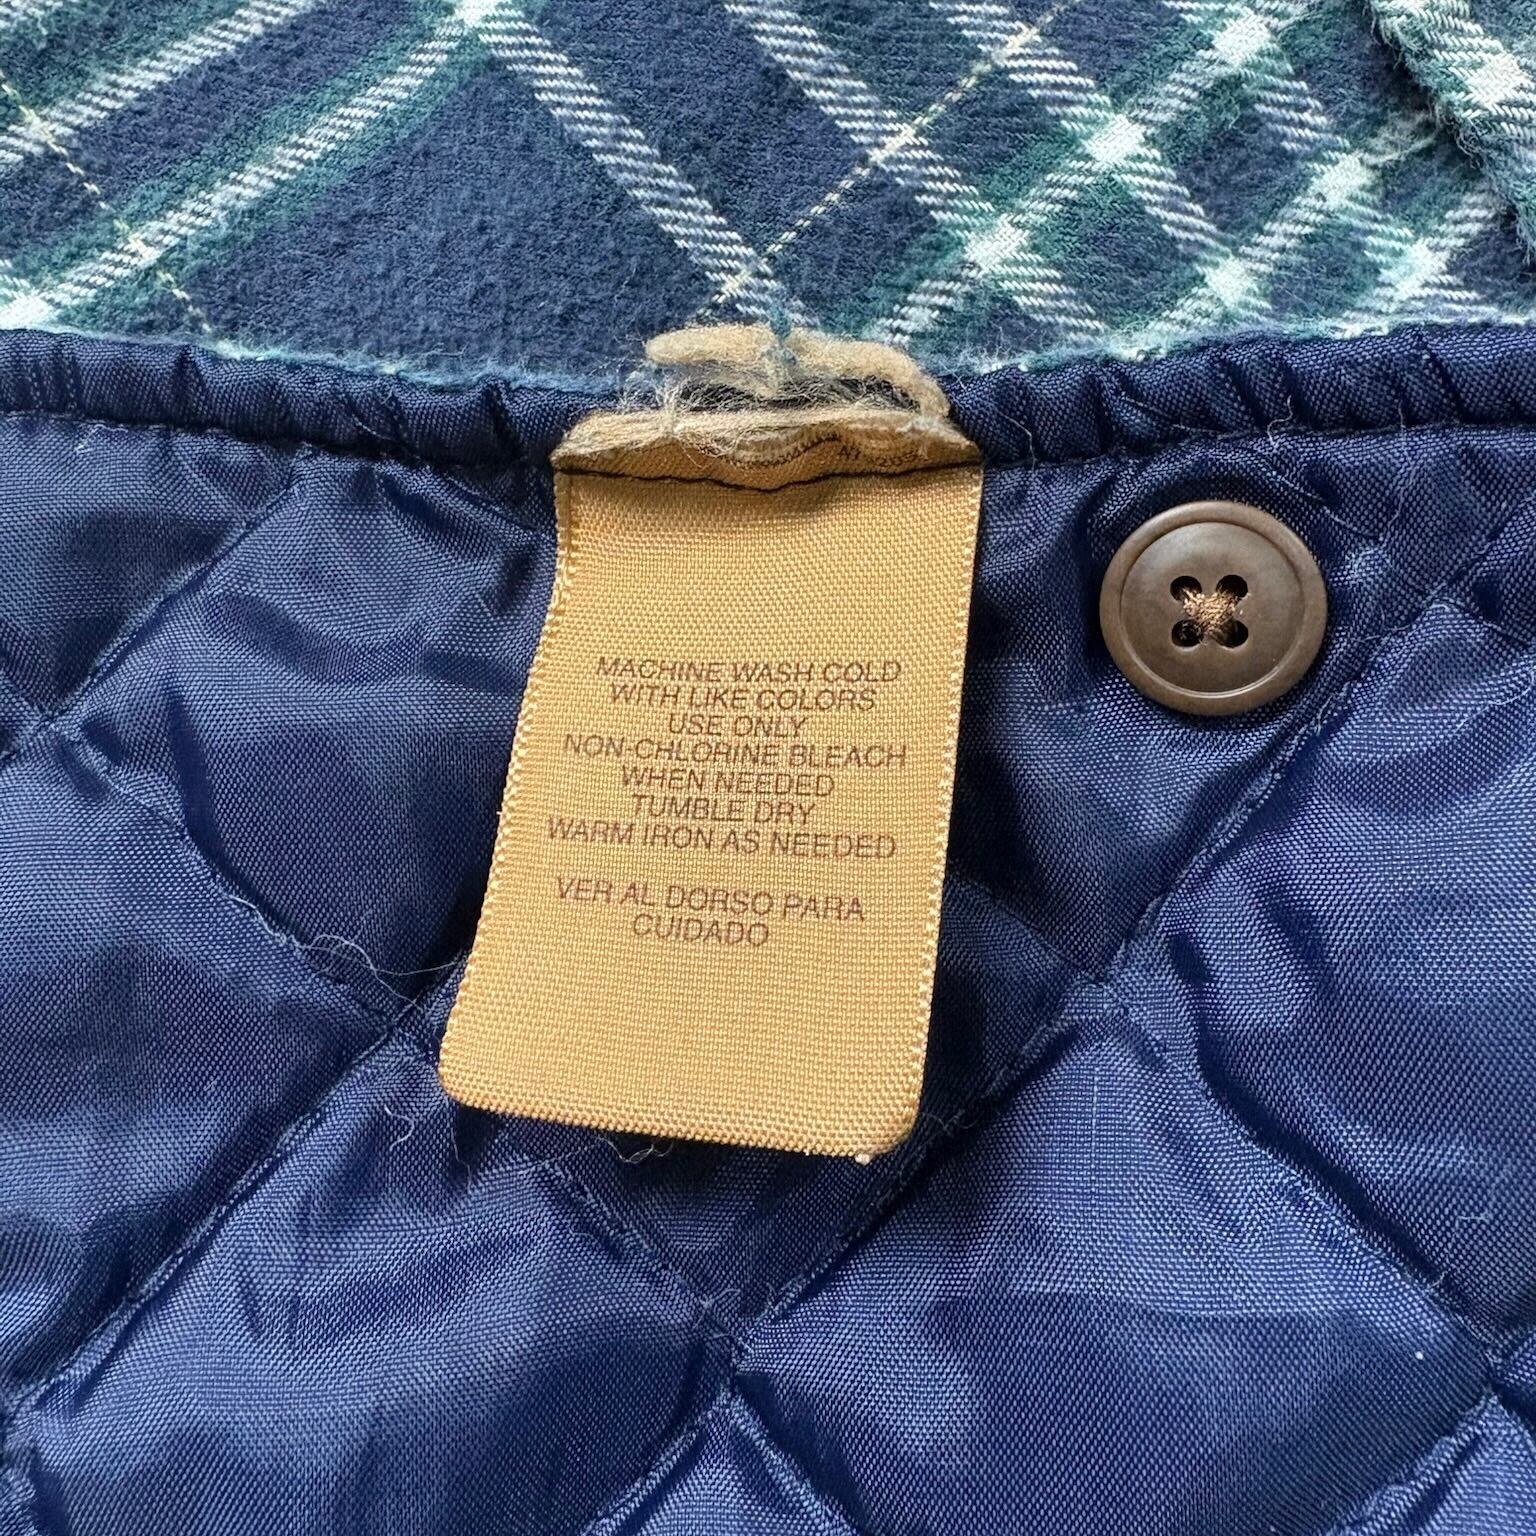 MACHINE WASH COLD
WITH LIKE COLORS
USE ONLY
NON-CHLORINE BLEACH
WHEN NEEDED
TUMBLE DRY
WARM IRON AS NEEDED
VER AL DORSO PARA
CUIDADO